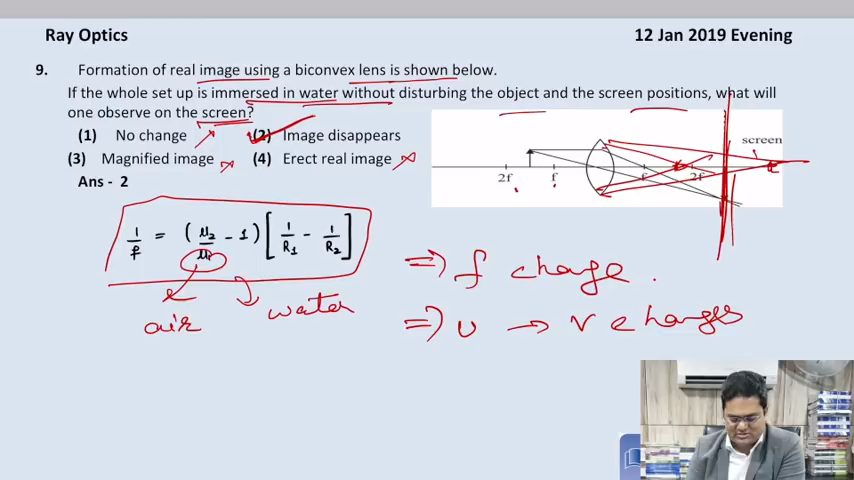 Ray Optics
12 Jan 2019 Evening
9. Formation of real image using a biconvex lens is shown below.
If the whole set up is immersed in water without disturbing the object and the screen positions, what will
one observe on the screen?
(1) No change
(2) Image disappears
(3) Magnified image
(4) Erect real image
Ans - 2
screen
2f
f
f
2f
1/f = (μ2/μ1 - 1) [1/R1 - 1/R2]
air
water
⇒ f change.
⇒ u → v changes